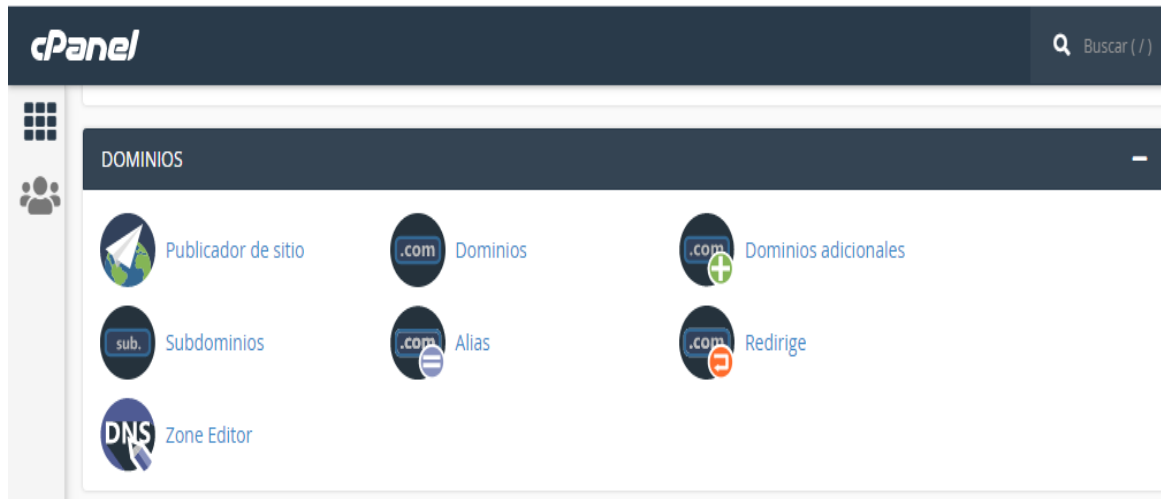 cPanel
Buscar ( / )
DOMINIOS
Publicador de sitio
.com
Dominios
.com
Dominios adicionales
sub.
Subdominios
.com
Alias
.com
Redirige
DNS
Zone Editor